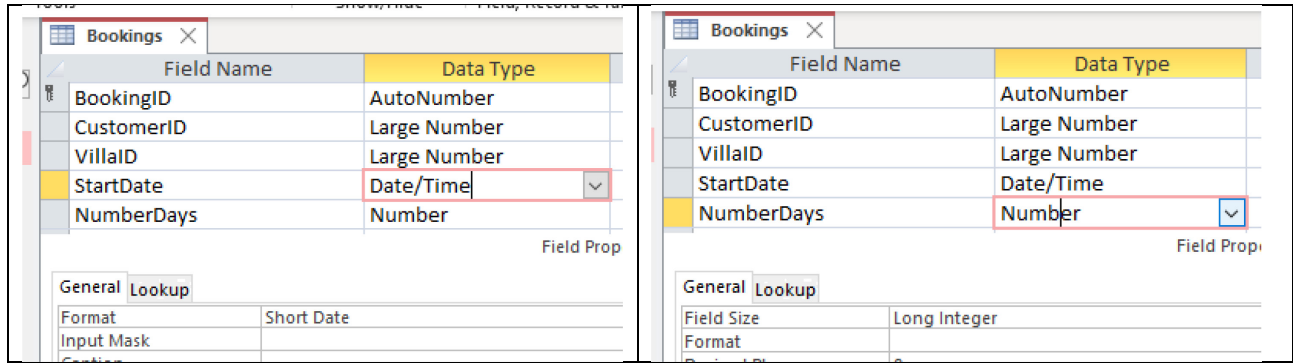 Bookings
Field Name Data Type
BookingID AutoNumber
CustomerID Large Number
VillaID Large Number
StartDate Date/Time
NumberDays Number
Field Prop
General Lookup
Format Short Date
Input Mask
Bookings
Field Name Data Type
BookingID AutoNumber
CustomerID Large Number
VillaID Large Number
StartDate Date/Time
NumberDays Number
Field Prope
General Lookup
Field Size Long Integer
Format